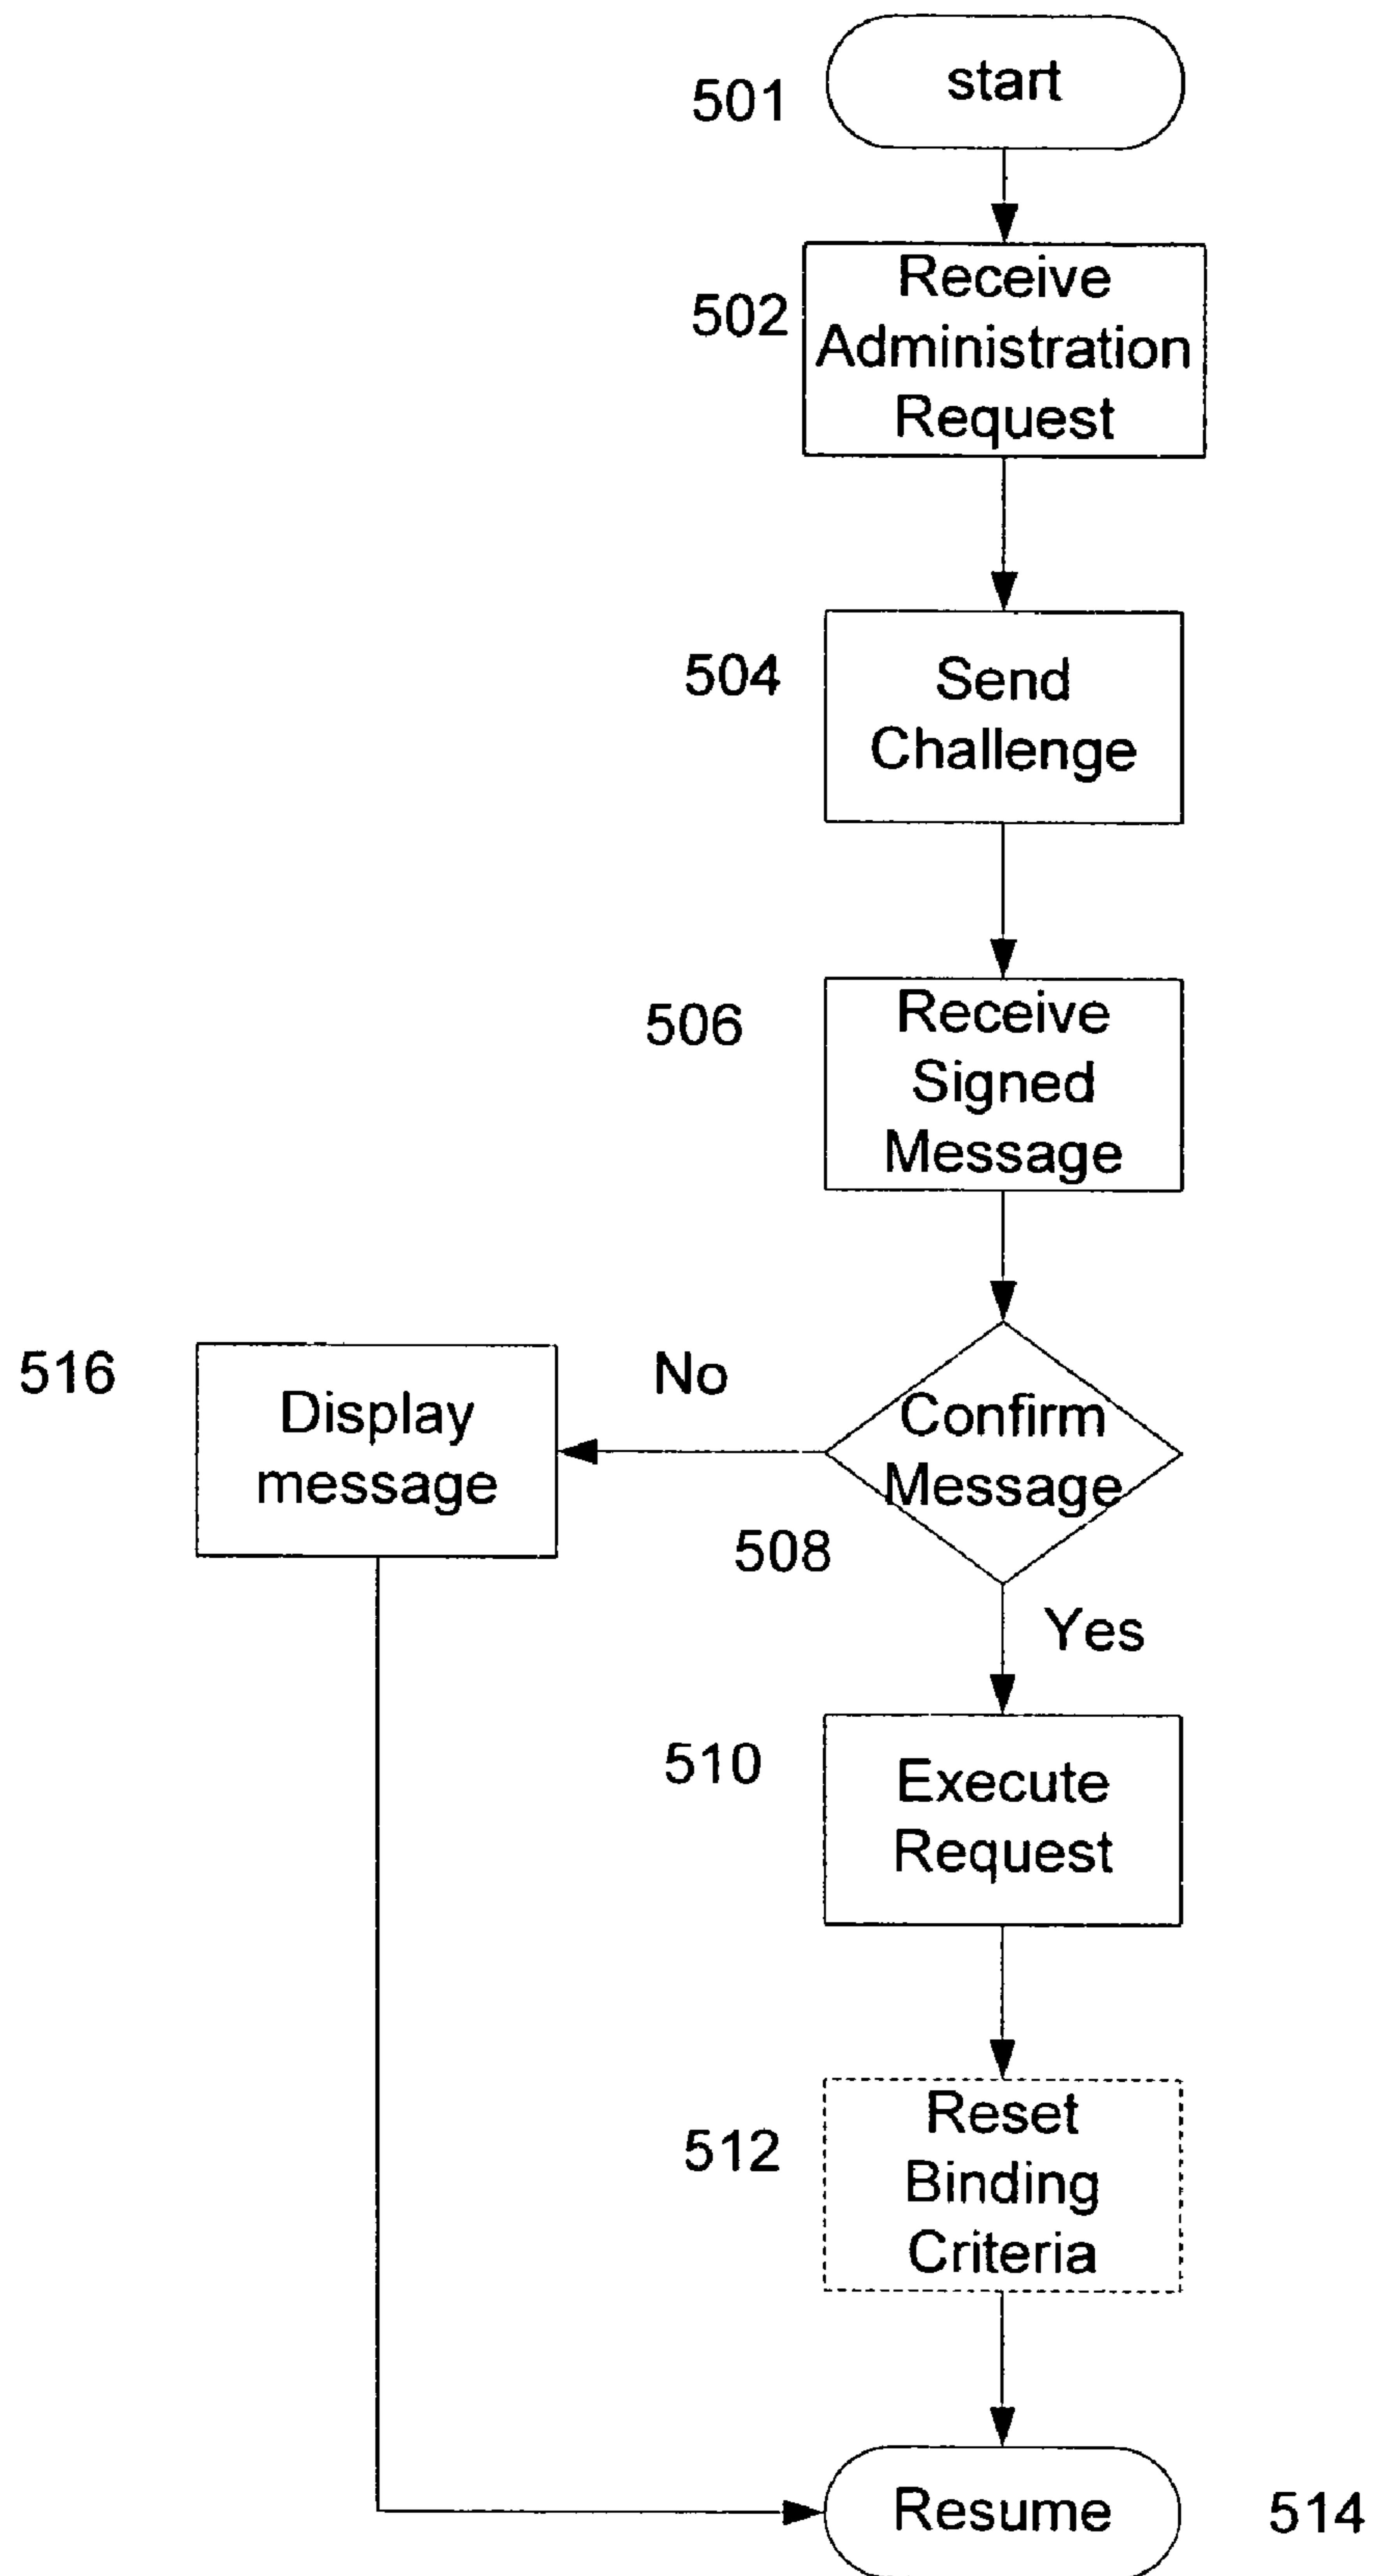 start
501
Receive
Administration
Request
502
Send
Challenge
504
Receive
Signed
Message
506
Confirm
Message
508
No
Display
message
516
Yes
Execute
Request
510
Reset
Binding
Criteria
512
Resume
514